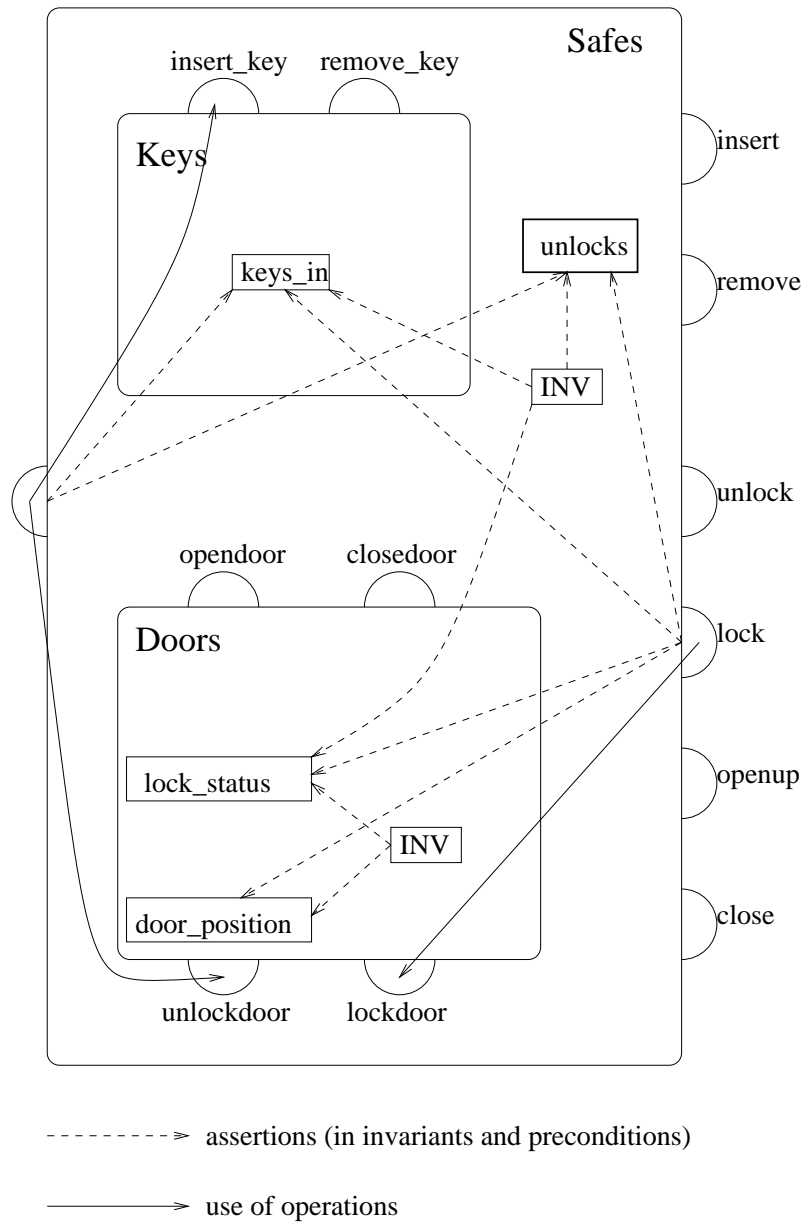 Safes
insert_key remove_key
insert
Keys
unlocks
keys_in
remove
INV
unlock
opendoor closedoor
lock
Doors
openup
lock_status
INV
close
door_position
unlockdoor lockdoor
assertions (in invariants and preconditions)
use of operations